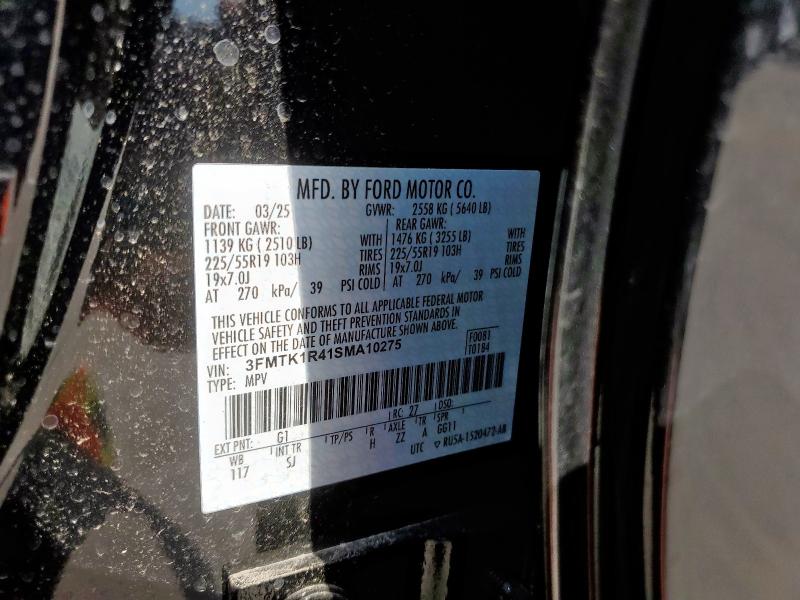 MFD. BY FORD MOTOR CO.
DATE: 03/25 GVWR: 2558 KG ( 5640 LB)
FRONT GAWR: REAR GAWR:
1139 KG ( 2510 LB) WITH 1476 KG ( 3255 LB) WITH
225/55R19 103H TIRES 225/55R19 103H TIRES
19x7.0J RIMS 19x7.0J RIMS
AT 270 kPa/ 39 PSI COLD AT 270 kPa/ 39 PSI COLD
THIS VEHICLE CONFORMS TO ALL APPLICABLE FEDERAL MOTOR
VEHICLE SAFETY AND THEFT PREVENTION STANDARDS IN
EFFECT ON THE DATE OF MANUFACTURE SHOWN ABOVE.
VIN: 3FMTK1R41SMA10275 F0081
TYPE: MPV T0184
EXT PNT: G1 RC: 27 DSO:
WB INT TR TP/PS R AXLE TR SPR
117 SJ H ZZ A GG11
UTC RU5A-1520472-AB